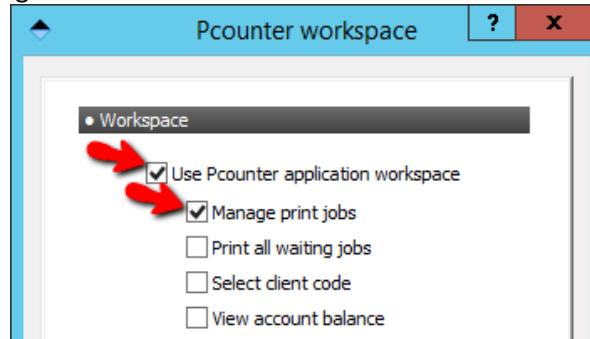 Pcounter workspace ? x
• Workspace
Use Pcounter application workspace
Manage print jobs
Print all waiting jobs
Select client code
View account balance